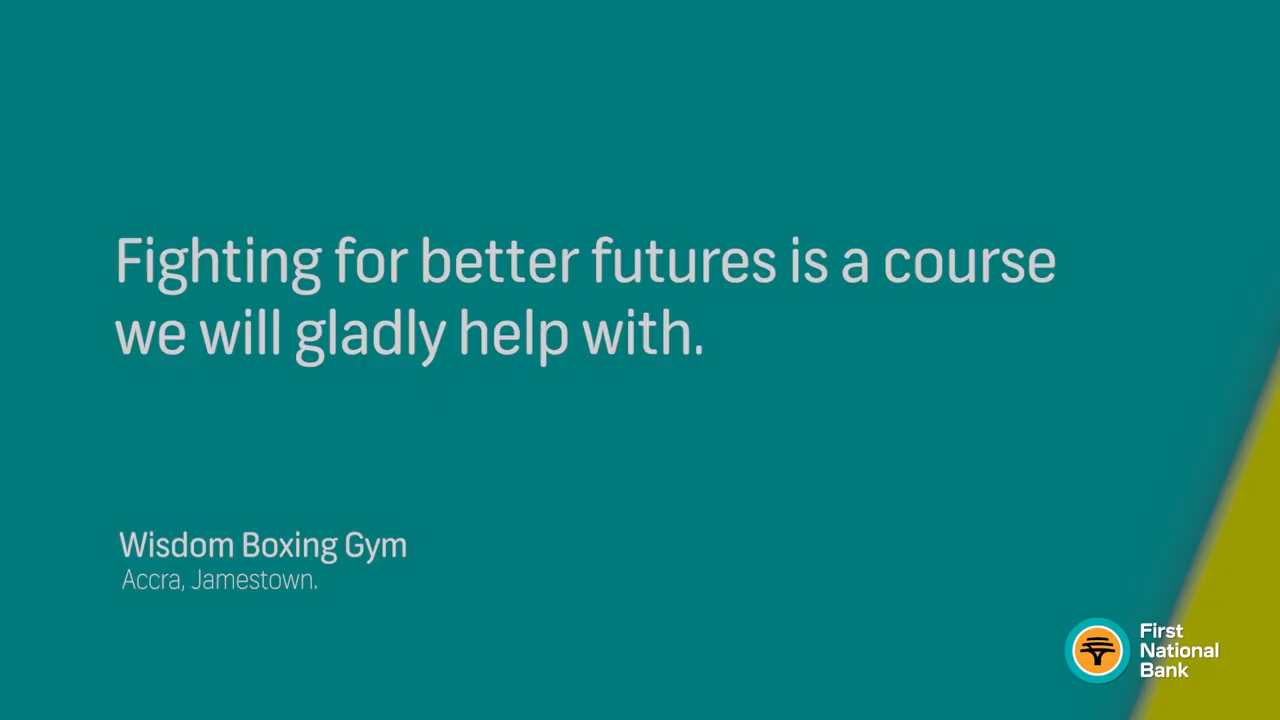 Fighting for better futures is a course
we will gladly help with.
Wisdom Boxing Gym
Accra, Jamestown.
First
National
Bank